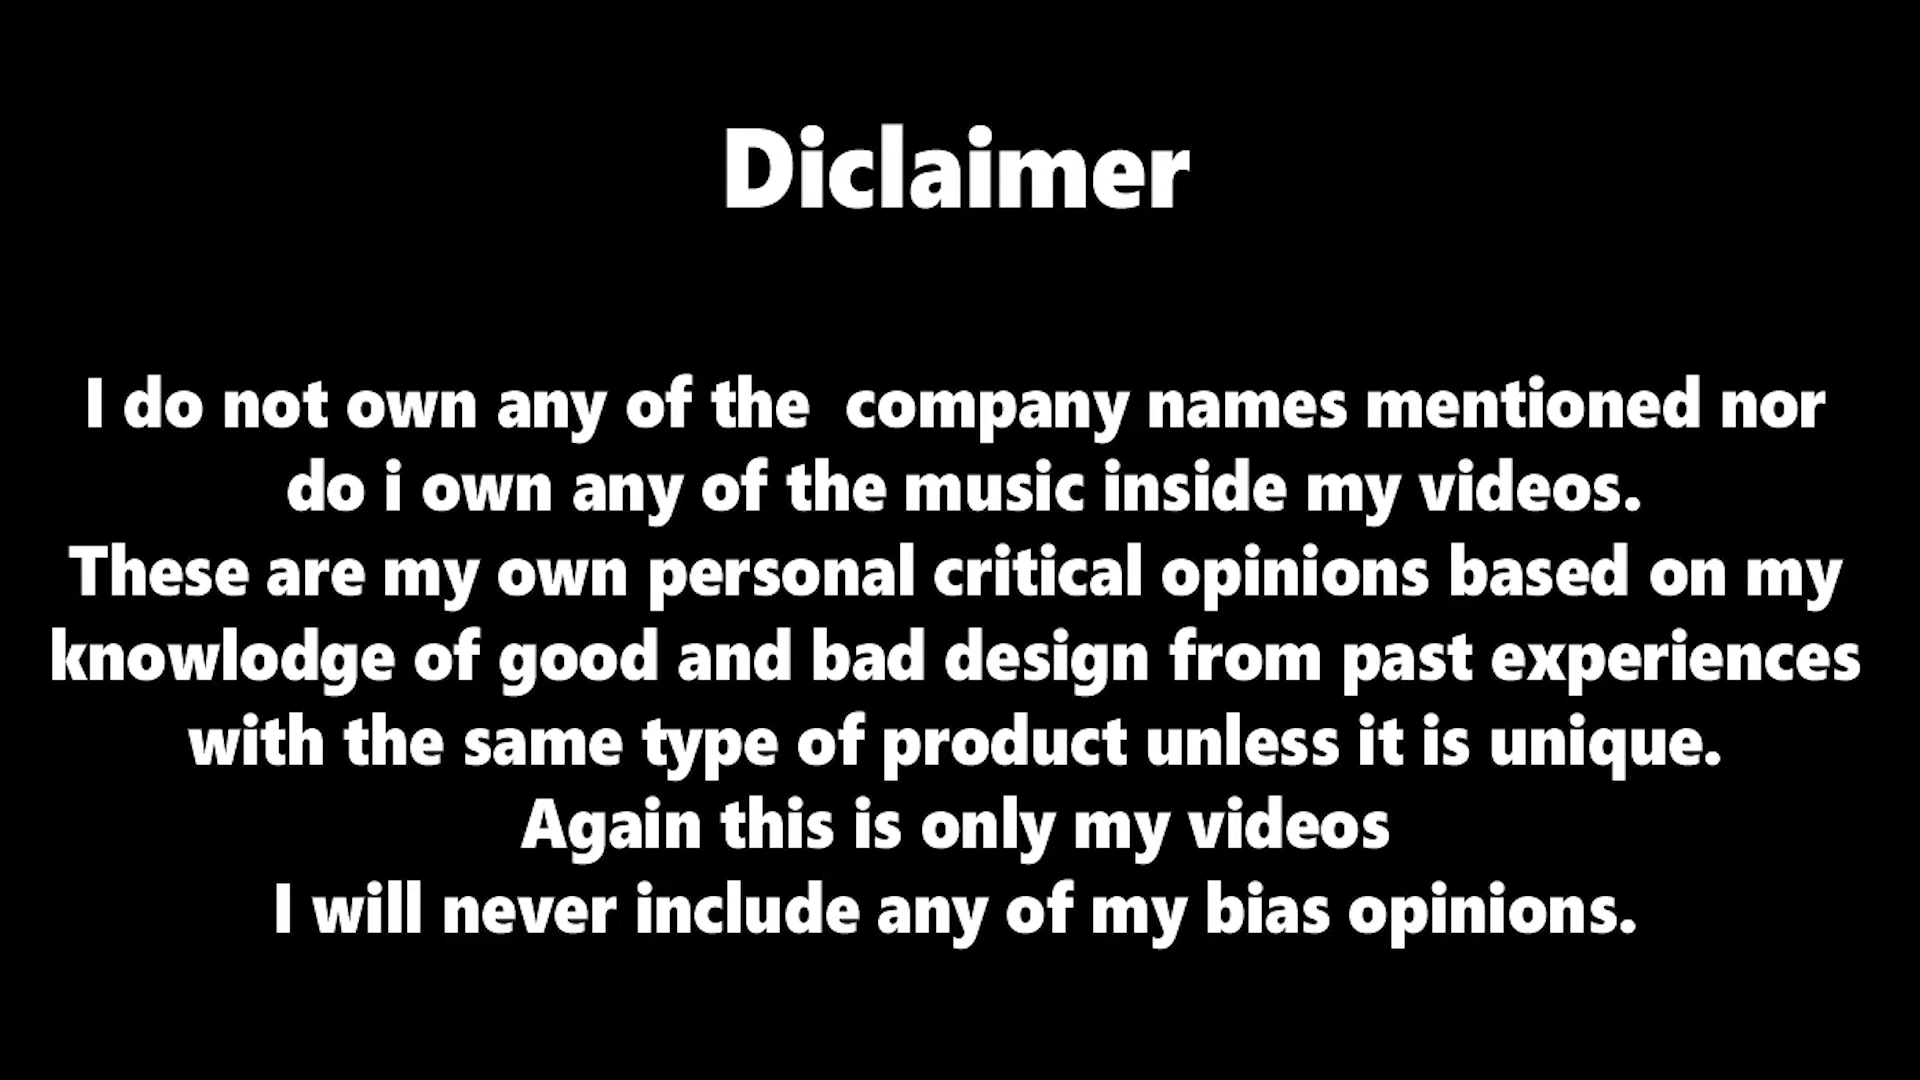 Diclaimer
I do not own any of the  company names mentioned nor
do i own any of the music inside my videos.
These are my own personal critical opinions based on my
knowlodge of good and bad design from past experiences
with the same type of product unless it is unique.
Again this is only my videos
I will never include any of my bias opinions.